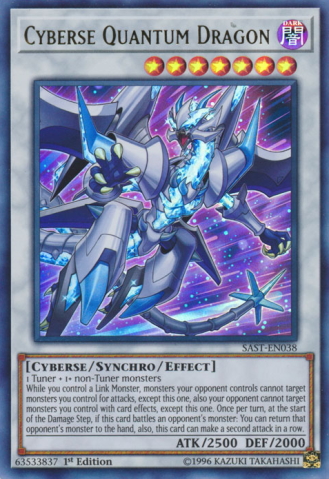 CYBERSE QUANTUM DRAGON
DARK
闇
SAST-EN038
[CYBERSE/SYNCHRO/EFFECT]
1 Tuner + 1+ non-Tuner monsters
While you control a Link Monster, monsters your opponent controls cannot target
monsters you control for attacks, except this one, also your opponent cannot target
monsters you control with card effects, except this one. Once per turn, at the start
of the Damage Step, if this card battles an opponent's monster: You can return that
opponent's monster to the hand, also, this card can make a second attack in a row.
ATK/2500 DEF/2000
63533837 1st Edition ©1996 KAZUKI TAKAHASHI